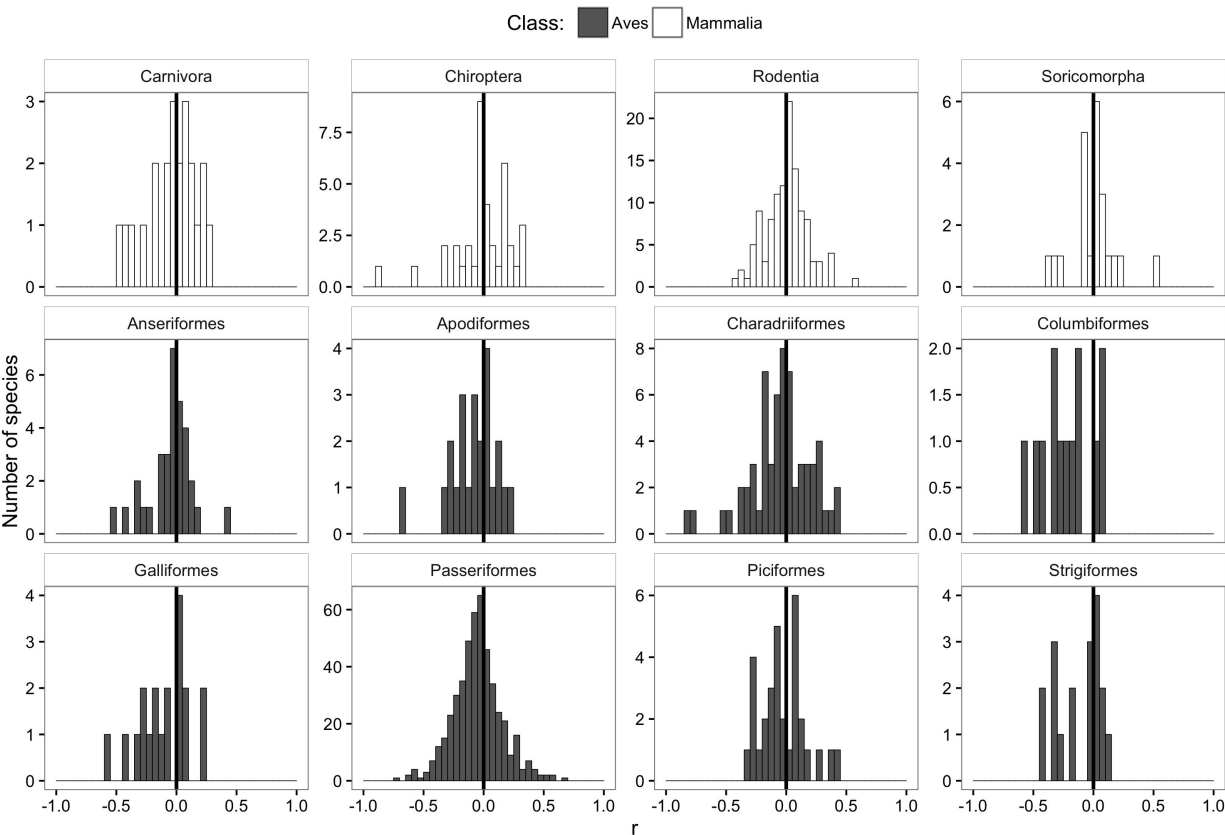 Class: Aves Mammalia
Carnivora Chiroptera Rodentia Soricomorpha
3 2 1 0
7.5 5.0 2.5 0.0
20 15 10 5 0
6 4 2 0
Anseriformes Apodiformes Charadriiformes Columbiformes
6 4 2 0
4 3 2 1 0
8 6 4 2 0
2.0 1.5 1.0 0.5 0.0
Number of species
Galliformes Passeriformes Piciformes Strigiformes
4 3 2 1 0
60 40 20 0
6 4 2 0
4 3 2 1 0
-1.0 -0.5 0.0 0.5 1.0 -1.0 -0.5 0.0 0.5 1.0 -1.0 -0.5 0.0 0.5 1.0 -1.0 -0.5 0.0 0.5 1.0
r